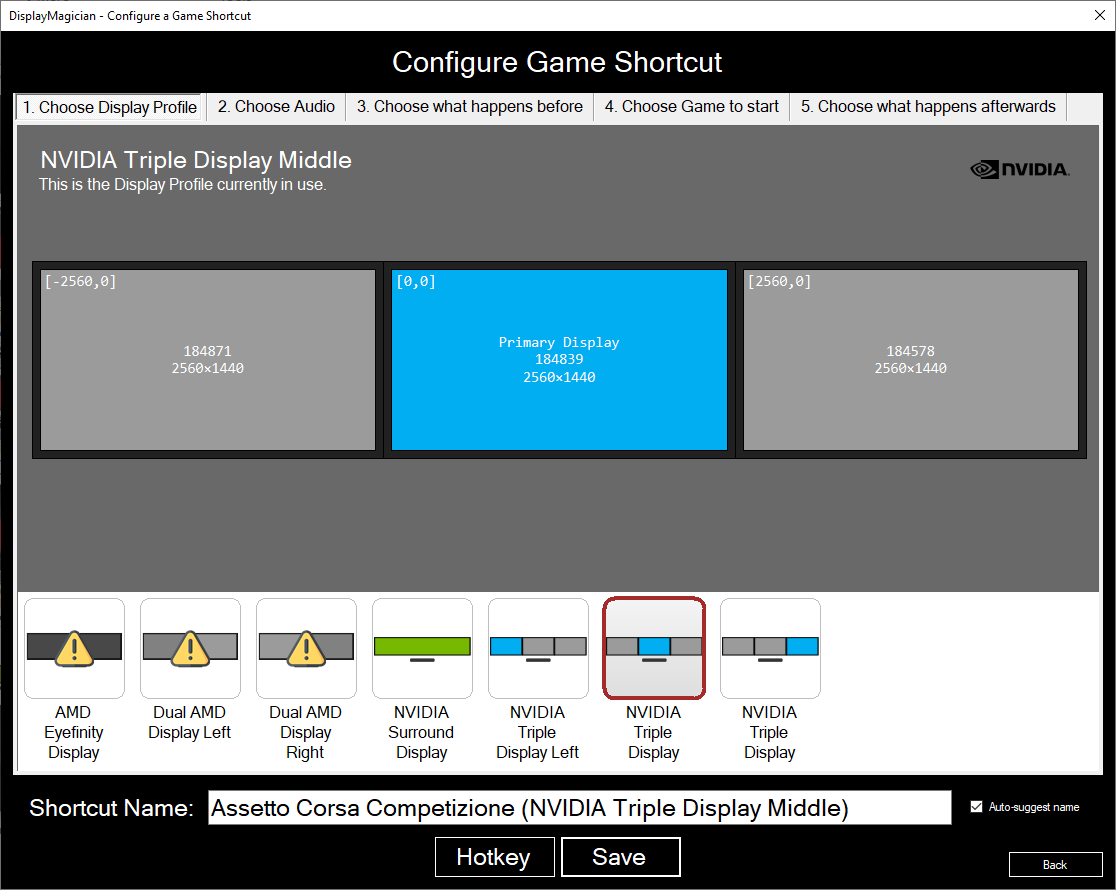 DisplayMagician - Configure a Game Shortcut
Configure Game Shortcut
1. Choose Display Profile
2. Choose Audio
3. Choose what happens before
4. Choose Game to start
5. Choose what happens afterwards
NVIDIA Triple Display Middle
This is the Display Profile currently in use.
NVIDIA.
[-2560,0]
184871
2560×1440
[0,0]
Primary Display
184839
2560×1440
[2560,0]
184578
2560×1440
AMD
Eyefinity
Display
Dual AMD
Display Left
Dual AMD
Display
Right
NVIDIA
Surround
Display
NVIDIA
Triple
Display Left
NVIDIA
Triple
Display
NVIDIA
Triple
Display
Shortcut Name:
Assetto Corsa Competizione (NVIDIA Triple Display Middle)
Auto-suggest name
Hotkey
Save
Back